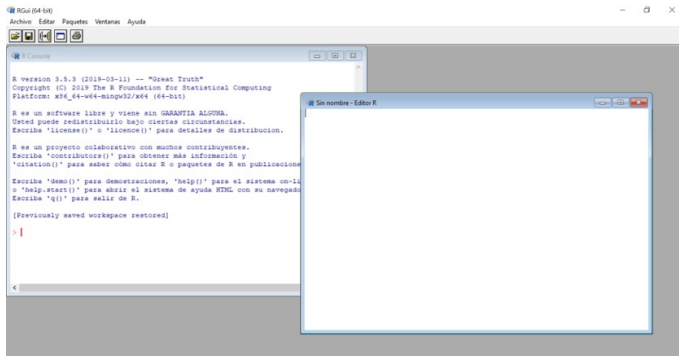 RGui (64-bit)
Archivo Editar Paquetes Ventanas Ayuda
R Console
R version 3.5.3 (2019-03-11) -- "Great Truth"
Copyright (C) 2019 The R Foundation for Statistical Computing
Platform: x86_64-w64-mingw32/x64 (64-bit)
R es un software libre y viene sin GARANTIA ALGUNA.
Usted puede redistribuirlo bajo ciertas circunstancias.
Escriba 'license()' o 'licence()' para detalles de distribucion.
R es un proyecto colaborativo con muchos contribuyentes.
Escriba 'contributors()' para obtener más información y
'citation()' para saber cómo citar R o paquetes de R en publicacione
Escriba 'demo()' para demostraciones, 'help()' para el sistema on-li
o 'help.start()' para abrir el sistema de ayuda HTML con su navegado
Escriba 'q()' para salir de R.
[Previously saved workspace restored]
>
Sin nombre - Editor R